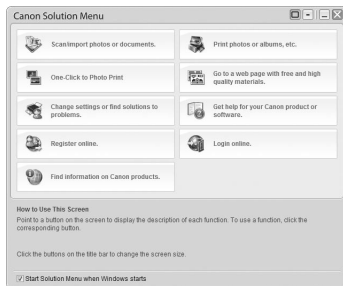 Canon Solution Menu
Scan/import photos or documents.
Print photos or albums, etc.
One-Click to Photo Print
Go to a web page with free and high
quality materials.
Change settings or find solutions to
problems.
Get help for your Canon product or
software.
Register online.
Login online.
Find information on Canon products.
How to Use This Screen
Point to a button on the screen to display the description of each function. To use a function, click the
corresponding button.
Click the buttons on the title bar to change the screen size.
Start Solution Menu when Windows starts